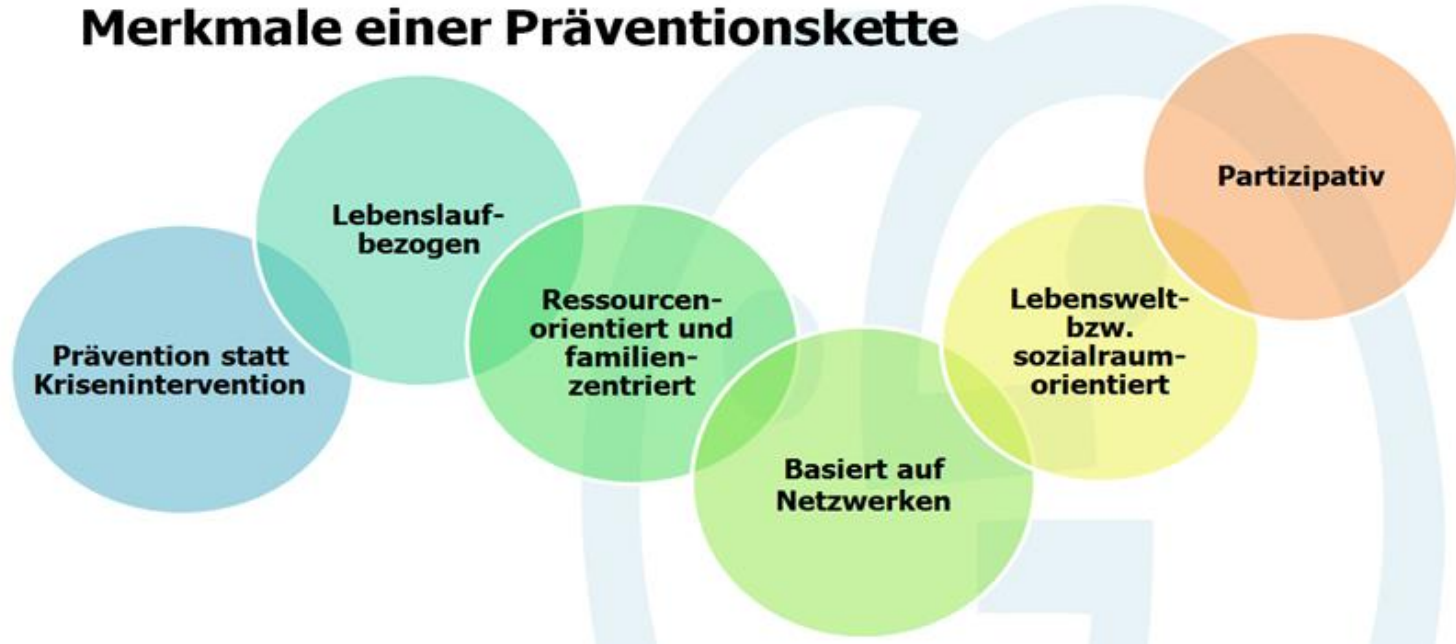 Merkmale einer Präventionskette
Prävention statt
Krisenintervention
Lebenslauf-
bezogen
Ressourcen-
orientiert und
familien-
zentriert
Basiert auf
Netzwerken
Lebenswelt-
bzw.
sozialraum-
orientiert
Partizipativ